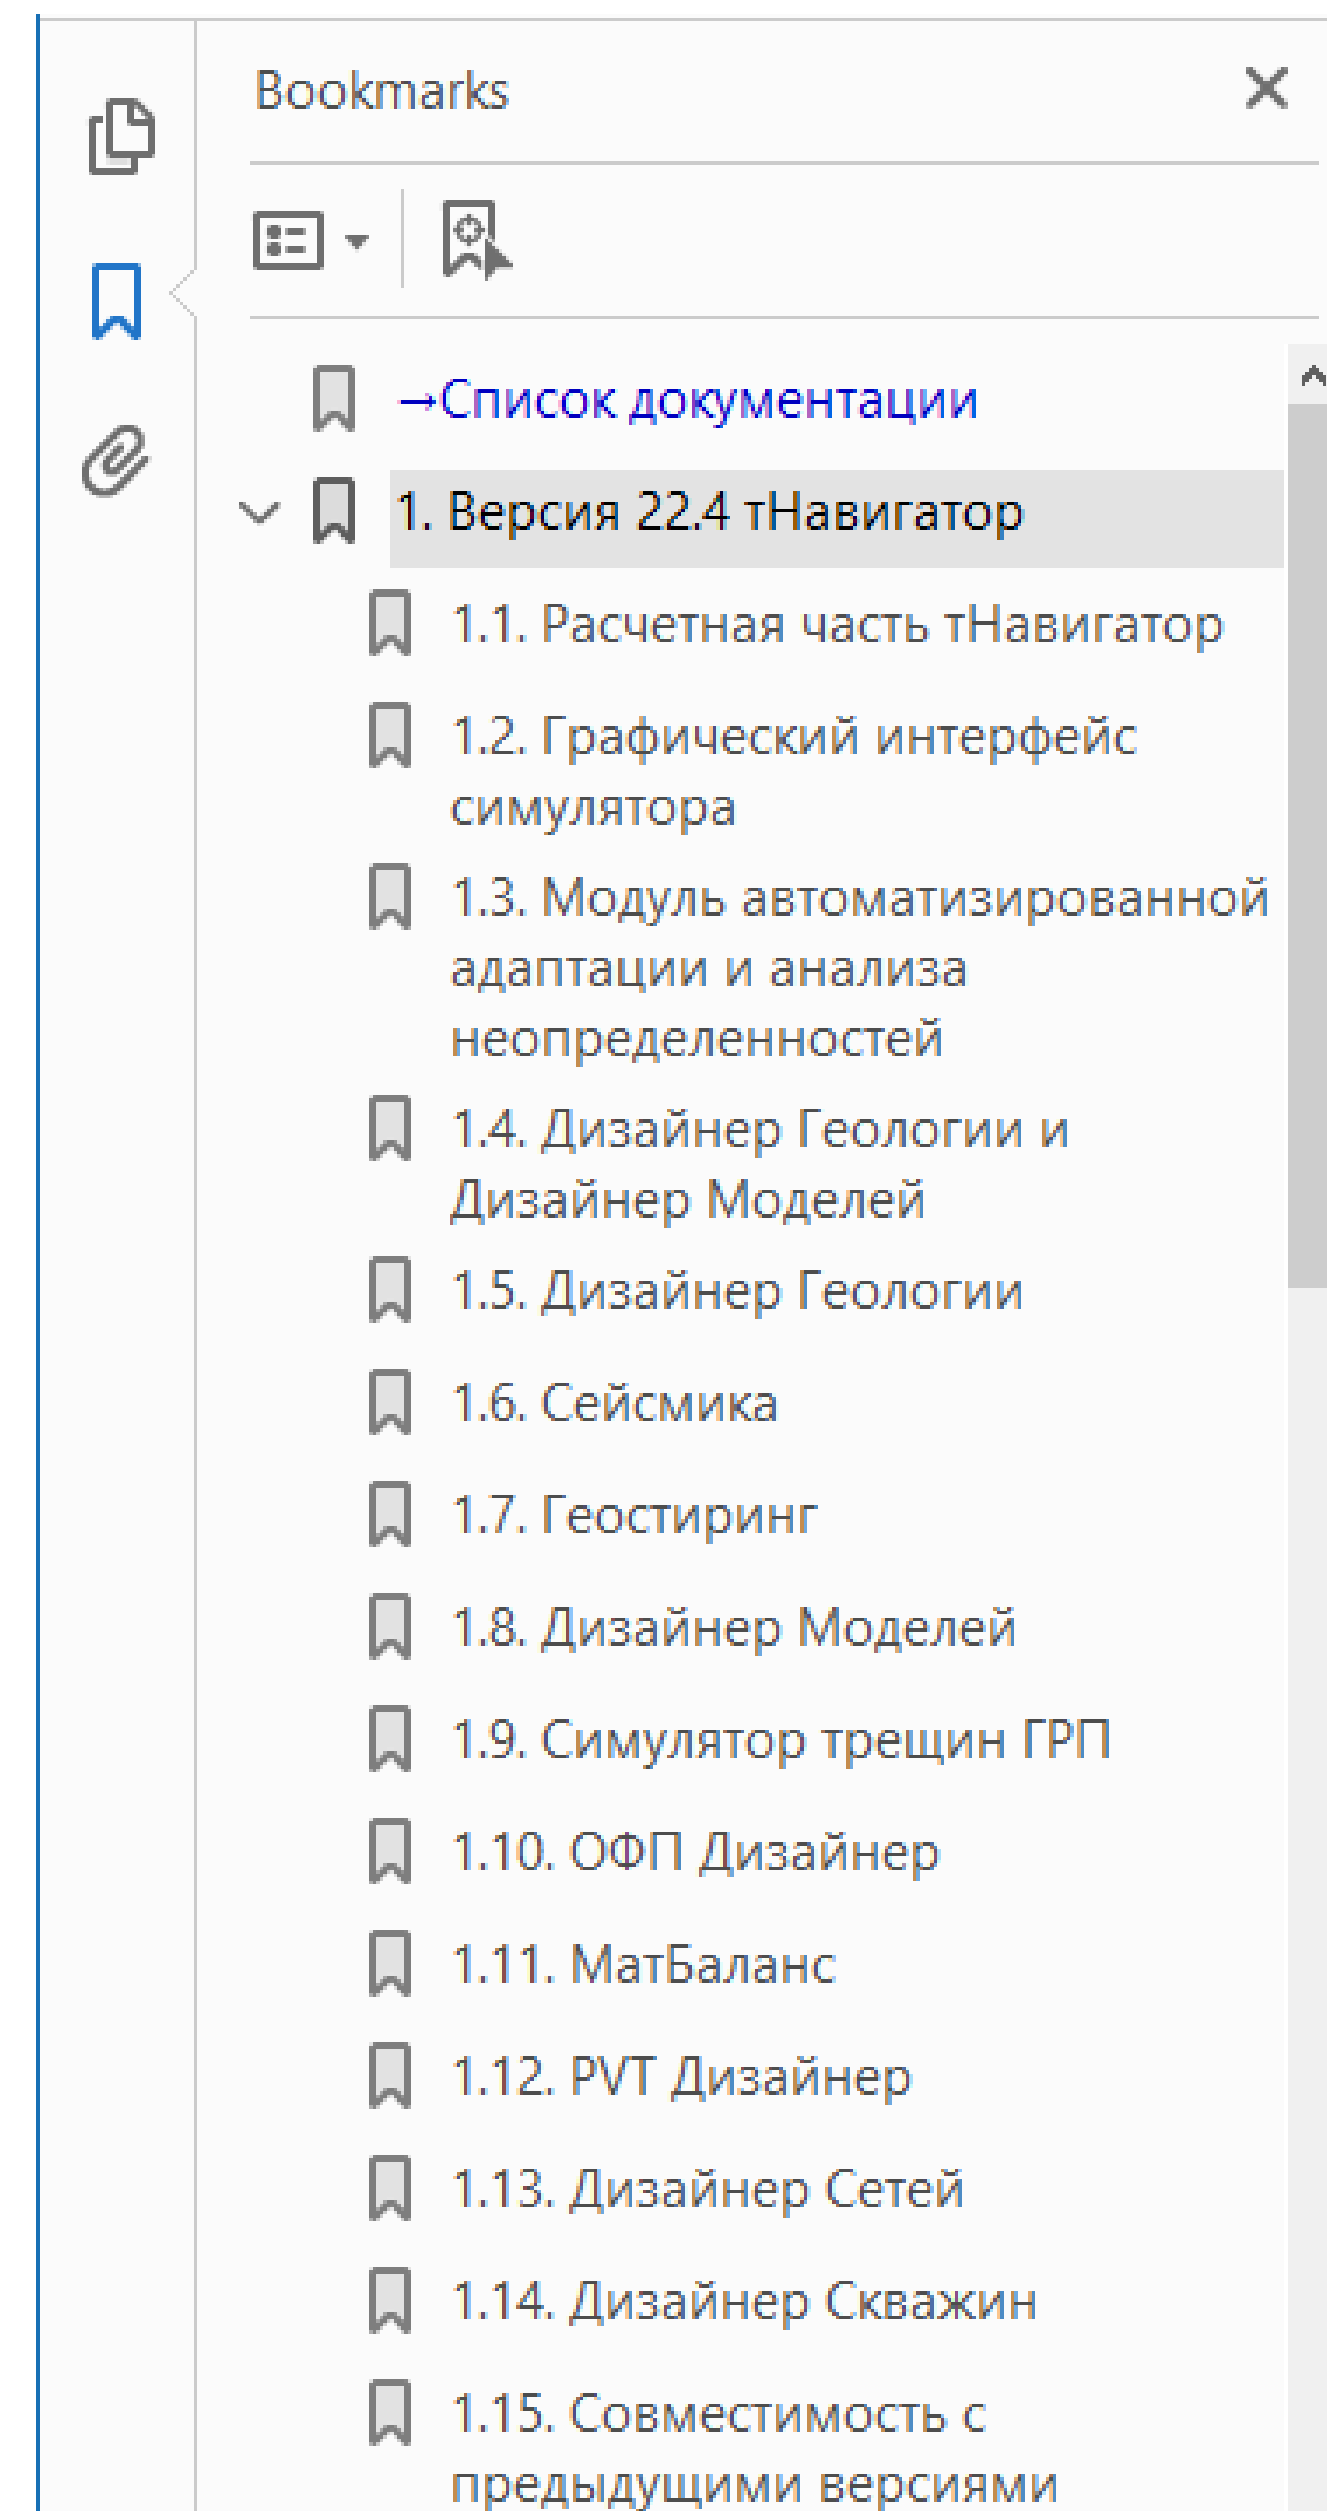 Bookmarks
→Список документации
1. Версия 22.4 тНавигатор
1.1. Расчетная часть тНавигатор
1.2. Графический интерфейс
симулятора
1.3. Модуль автоматизированной
адаптации и анализа
неопределенностей
1.4. Дизайнер Геологии и
Дизайнер Моделей
1.5. Дизайнер Геологии
1.6. Сейсмика
1.7. Геостиринг
1.8. Дизайнер Моделей
1.9. Симулятор трещин ГРП
1.10. ОФП Дизайнер
1.11. МатБаланс
1.12. PVT Дизайнер
1.13. Дизайнер Сетей
1.14. Дизайнер Скважин
1.15. Совместимость с
предыдущими версиями